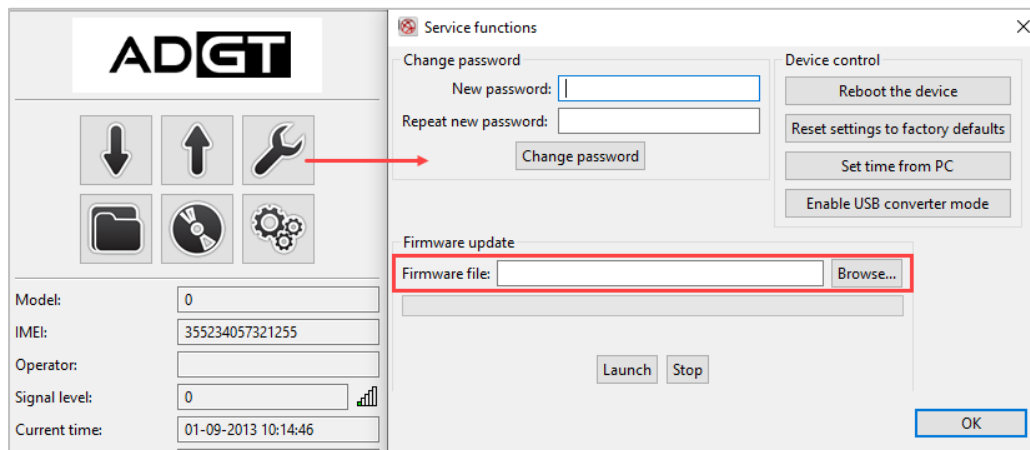 ADGT
Model: 0
IMEI: 355234057321255
Operator:
Signal level: 0
Current time: 01-09-2013 10:14:46
Service functions
Change password
New password:
Repeat new password:
Change password
Device control
Reboot the device
Reset settings to factory defaults
Set time from PC
Enable USB converter mode
Firmware update
Firmware file: Browse...
Launch Stop
OK